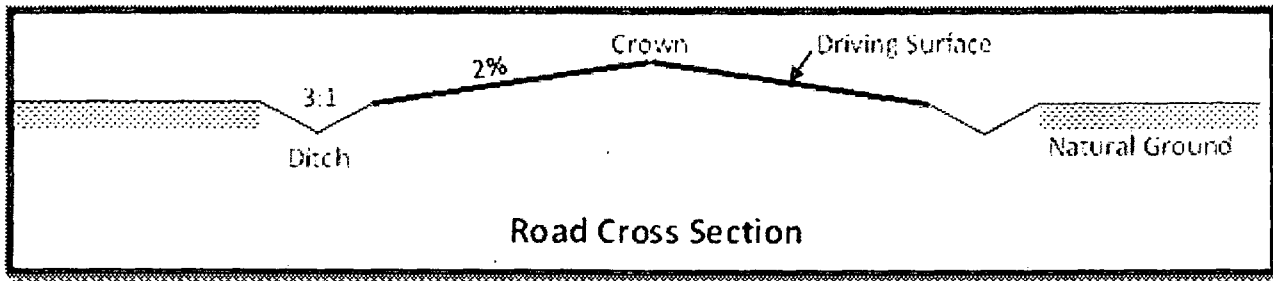 Crown
Driving Surface
2%
3:1
Ditch
Natural Ground
Road Cross Section